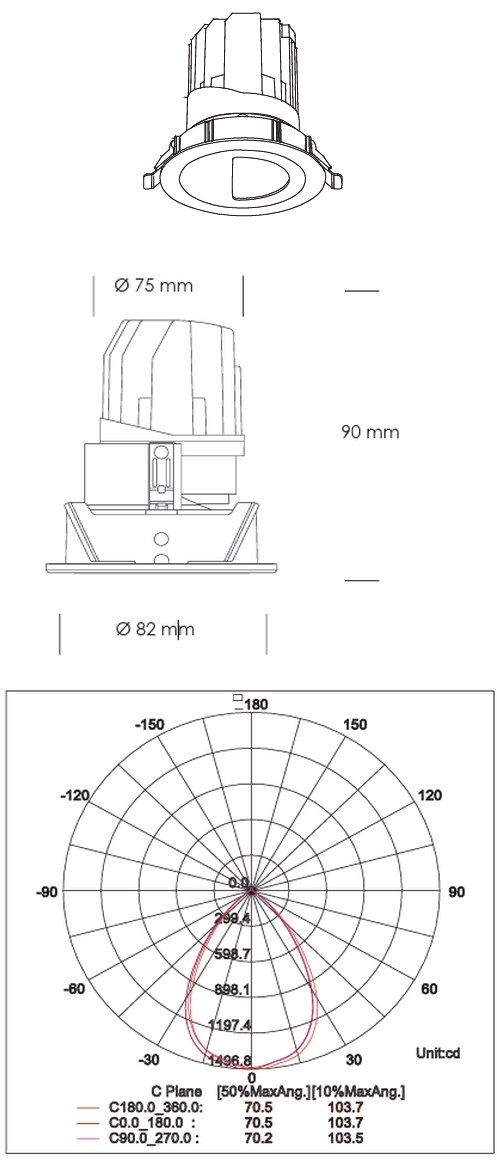 Ø 75 mm
90 mm
Ø 82 mm
_180
-150 150
-120 120
-90 90
-60 60
-30 30
0
0.0
299.4
598.7
898.1
1197.4
1496.8
Unit:cd
C Plane [50%MaxAng.][10%MaxAng.]
C180.0_360.0: 70.5 103.7
C0.0_180.0 : 70.5 103.7
C90.0_270.0 : 70.2 103.5